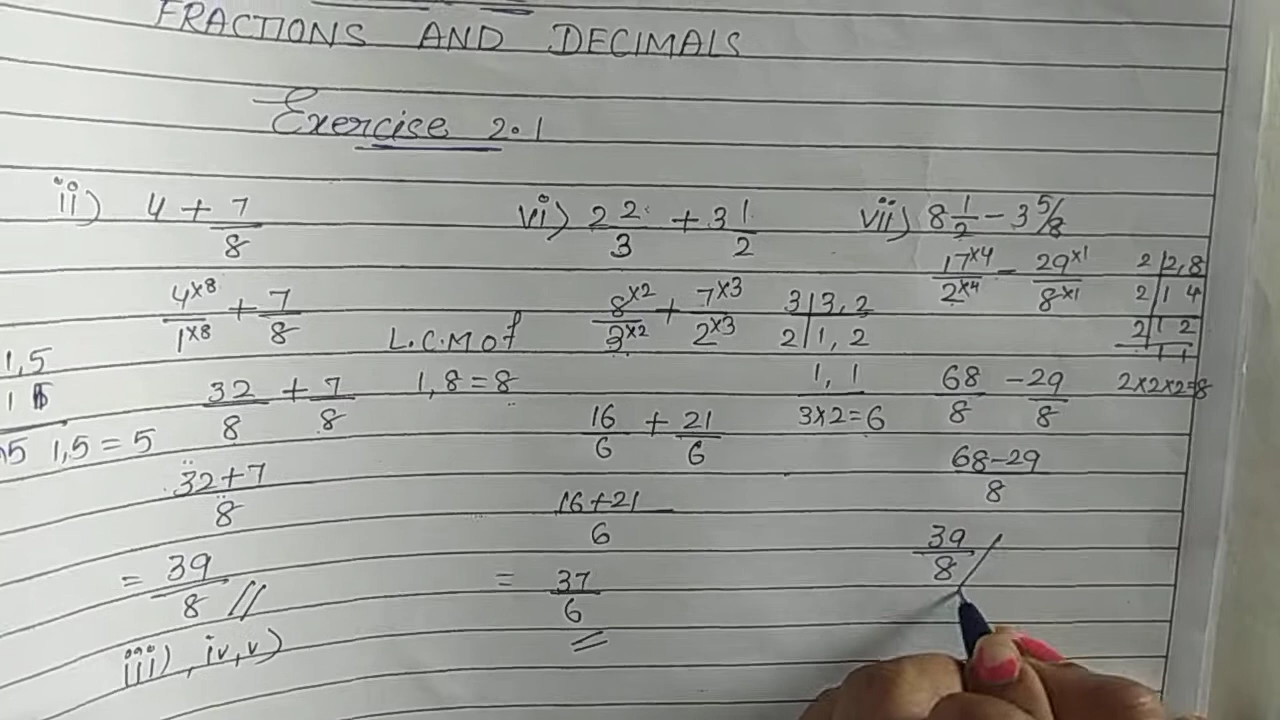 FRACTIONS AND DECIMALS
Exercise 2.1
ii) 4 + 7/8
4×8/1×8 + 7/8
32/8 + 7/8
32+7/8
= 39/8 //
iii), iv, v)
L.C.M of
1,8 = 8
1,5
1
5 1,5 = 5
vi) 2 2/3 + 3 1/2
8×2/3×2 + 7×3/2×3
16/6 + 21/6
16+21/6
= 37/6
3|3, 2
2|1, 2
1, 1
3×2=6
vii) 8 1/2 - 3 5/8
17×4/2×4 - 29×1/8×1
68/8 - 29/8
68-29/8
39/8 /
2|2,8
2|1 4
2|1 2
1 1
2×2×2=8